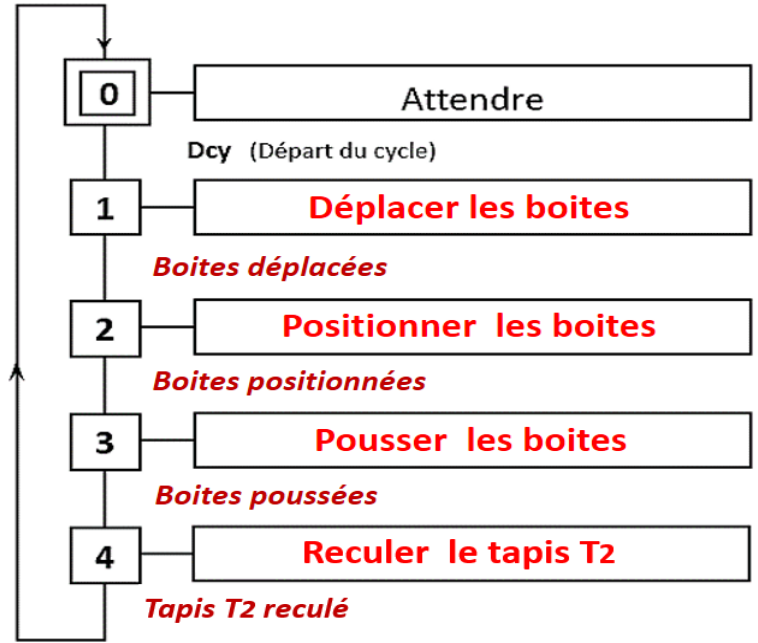 0 Attendre
Dcy (Départ du cycle)
1 Déplacer les boites
Boites déplacées
2 Positionner les boites
Boites positionnées
3 Pousser les boites
Boites poussées
4 Reculer le tapis T2
Tapis T2 reculé